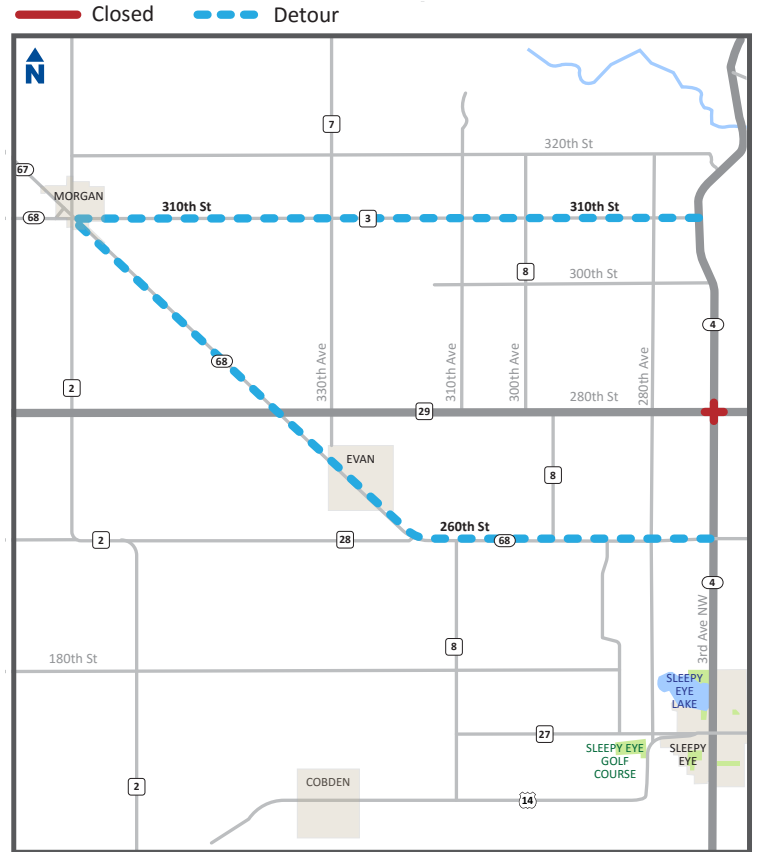 Closed
Detour
N
7
320th St
67
MORGAN
68
310th St
3
310th St
8
300th St
4
68
330th Ave
310th Ave
300th Ave
280th Ave
2
280th St
29
EVAN
8
260th St
2
28
68
4
8
3rd Ave NW
180th St
SLEEPY
EYE
LAKE
27
SLEEPY EYE
GOLF
COURSE
SLEEPY
EYE
COBDEN
2
14